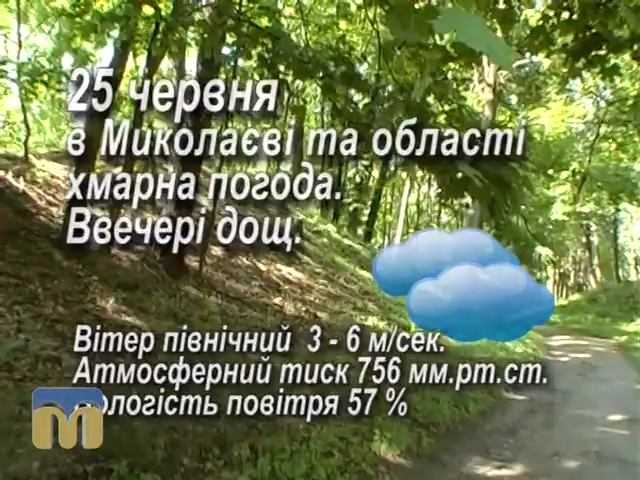 25 червня
в Миколаєві та області
хмарна погода.
Ввечері дощ.
Вітер північний 3 - 6 м/сек.
Атмосферний тиск 756 мм.рт.ст.
Вологість повітря 57 %